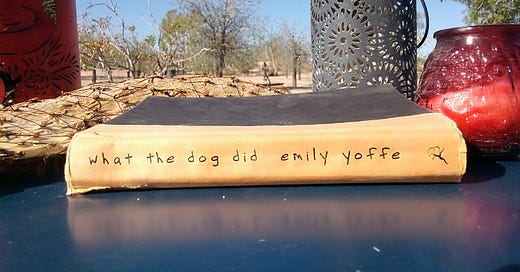 what the dog did emily yoffe